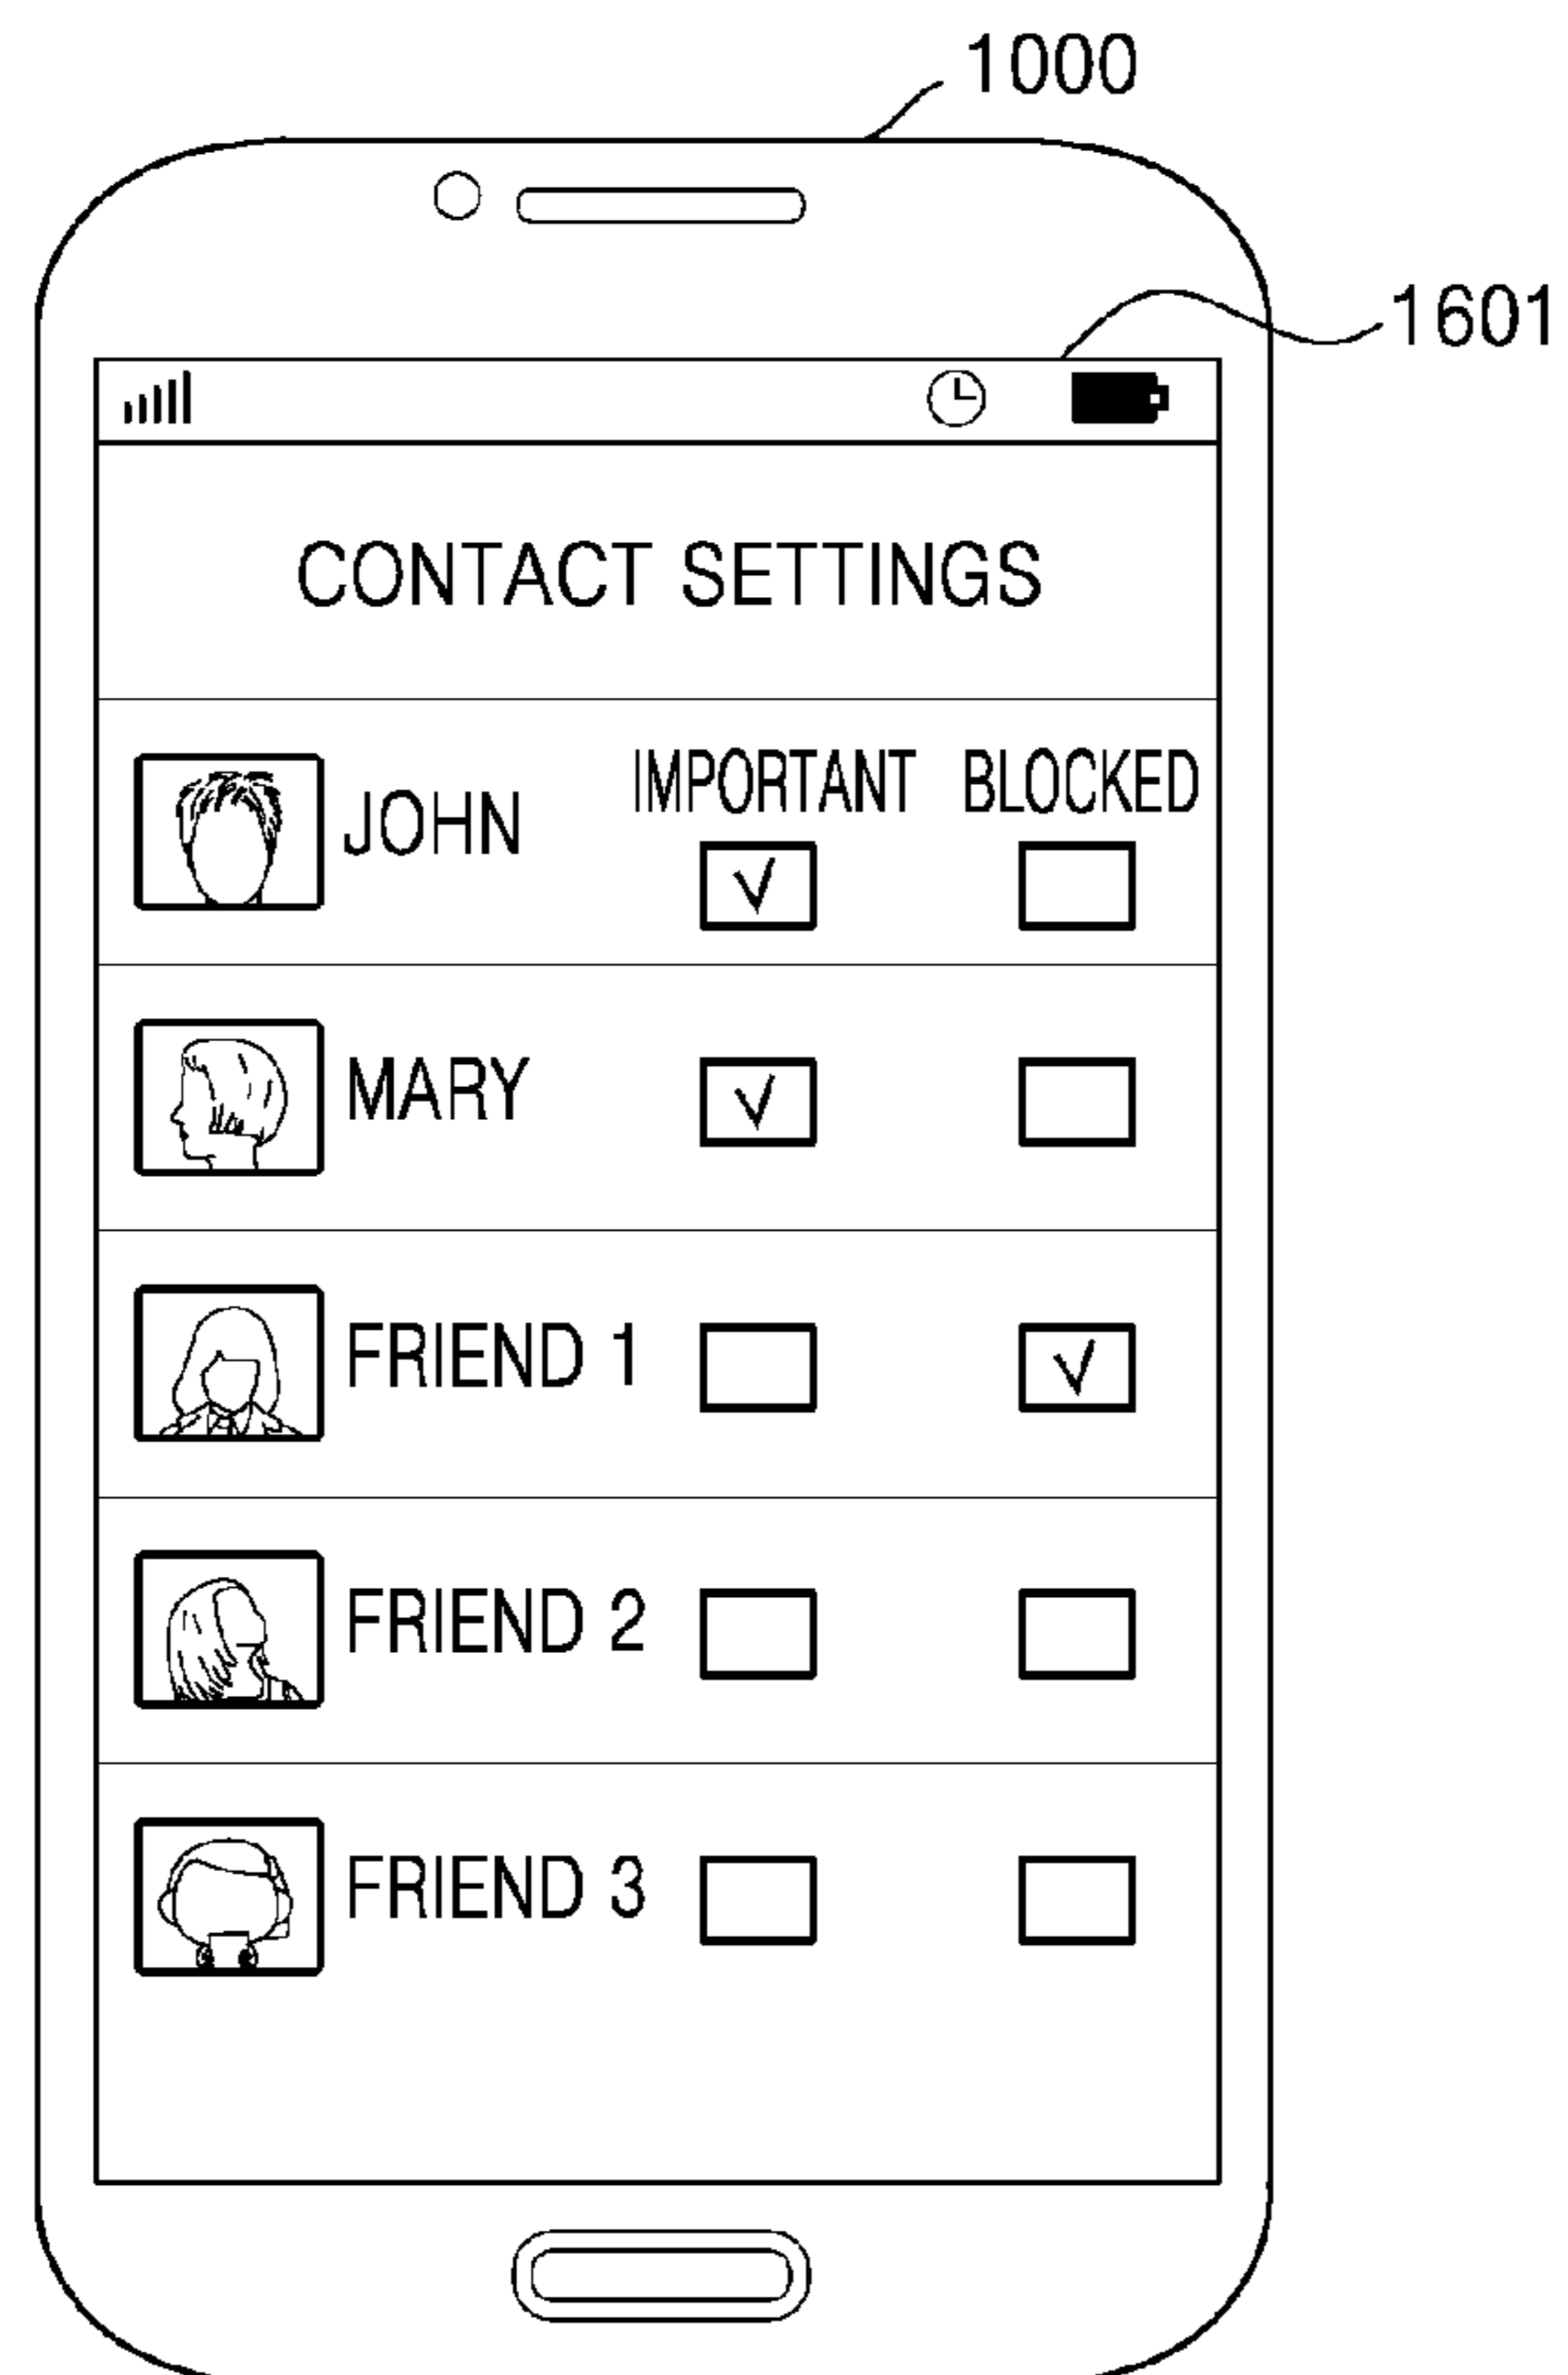 1000
1601
CONTACT SETTINGS
JOHN IMPORTANT BLOCKED
MARY
FRIEND 1
FRIEND 2
FRIEND 3